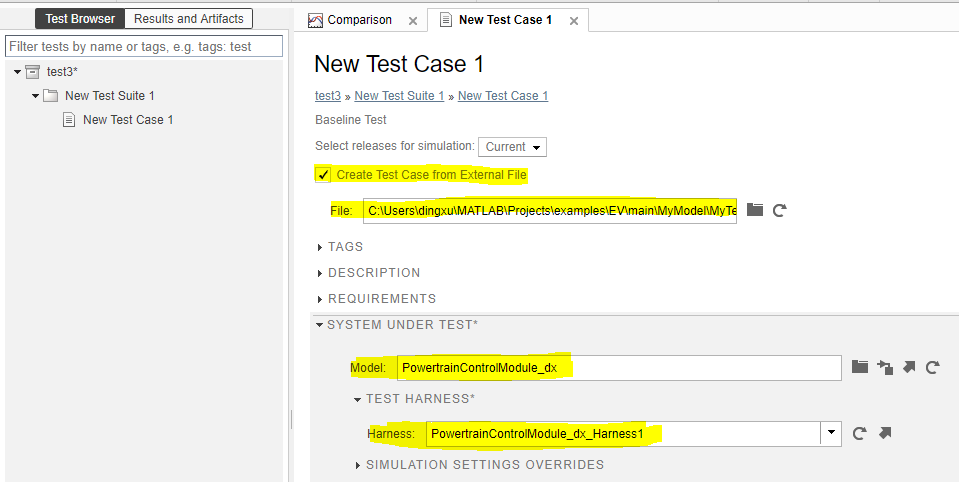 Test Browser Results and Artifacts
Filter tests by name or tags, e.g. tags: test
test3*
New Test Suite 1
New Test Case 1
Comparison New Test Case 1
New Test Case 1
test3 » New Test Suite 1 » New Test Case 1
Baseline Test
Select releases for simulation: Current
Create Test Case from External File
File: C:\Users\dingxu\MATLAB\Projects\examples\EV\main\MyModel\MyTe
TAGS
DESCRIPTION
REQUIREMENTS
SYSTEM UNDER TEST*
Model: PowertrainControlModule_dx
TEST HARNESS*
Harness: PowertrainControlModule_dx_Harness1
SIMULATION SETTINGS OVERRIDES